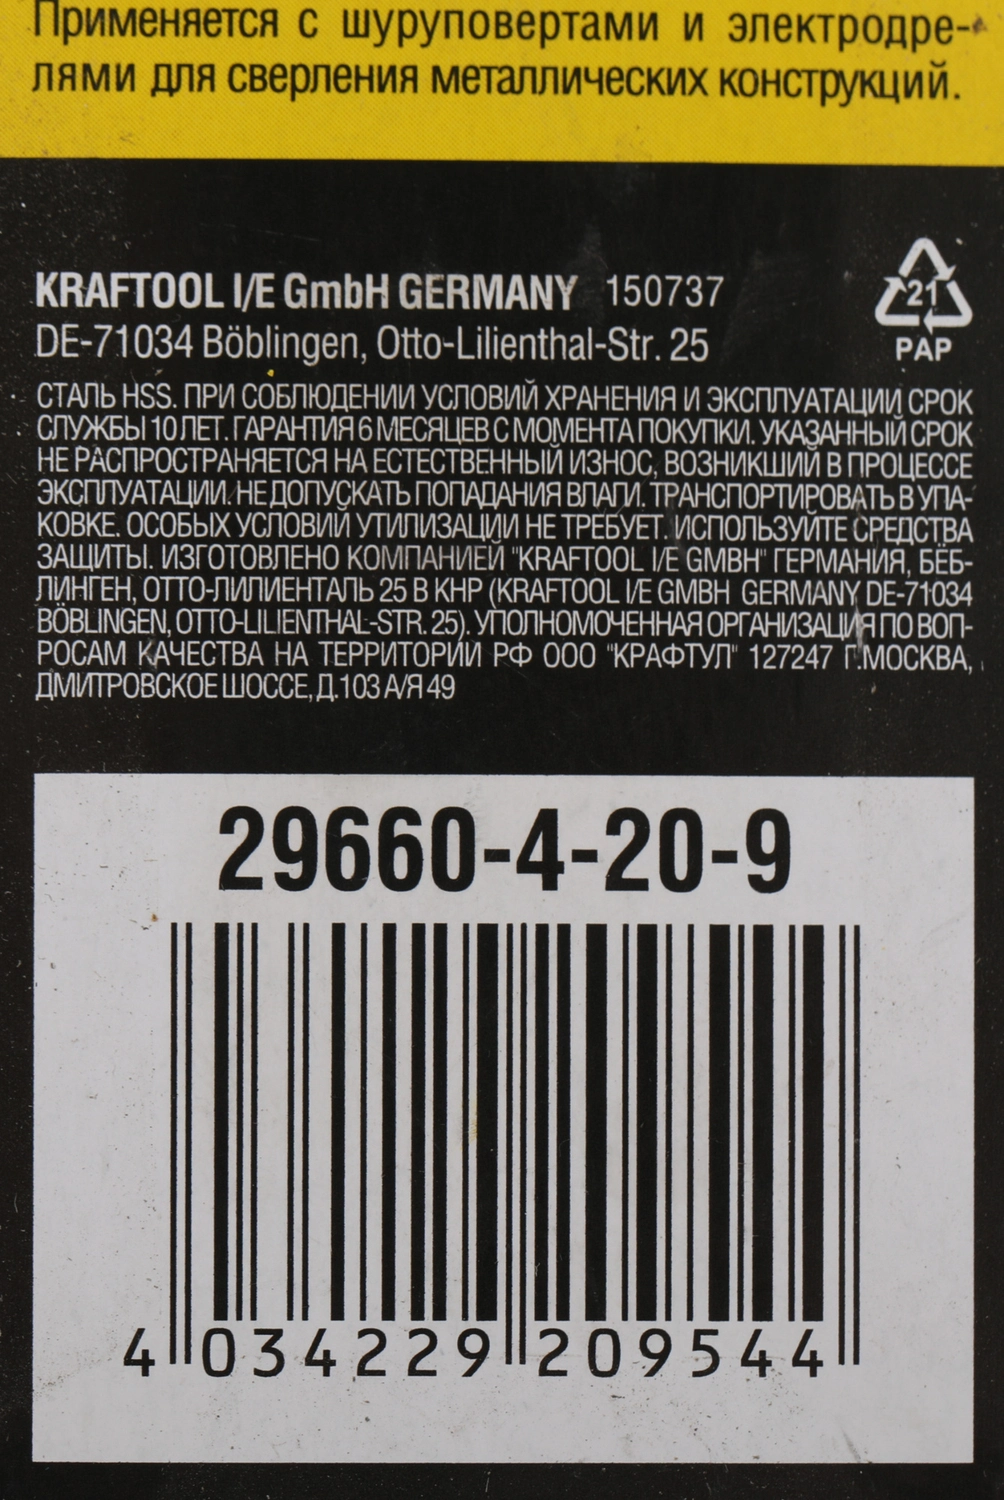 Применяется с шуруповертами и электродре-
лями для сверления металлических конструкций.
KRAFTOOL I/E GmbH GERMANY 150737
DE-71034 Böblingen, Otto-Lilienthal-Str. 25
21
PAP
СТАЛЬ HSS. ПРИ СОБЛЮДЕНИИ УСЛОВИЙ ХРАНЕНИЯ И ЭКСПЛУАТАЦИИ СРОК
СЛУЖБЫ 10 ЛЕТ. ГАРАНТИЯ 6 МЕСЯЦЕВ С МОМЕНТА ПОКУПКИ. УКАЗАННЫЙ СРОК
НЕ РАСПРОСТРАНЯЕТСЯ НА ЕСТЕСТВЕННЫЙ ИЗНОС, ВОЗНИКШИЙ В ПРОЦЕССЕ
ЭКСПЛУАТАЦИИ. НЕ ДОПУСКАТЬ ПОПАДАНИЯ ВЛАГИ. ТРАНСПОРТИРОВАТЬ В УПА-
КОВКЕ. ОСОБЫХ УСЛОВИЙ УТИЛИЗАЦИИ НЕ ТРЕБУЕТ. ИСПОЛЬЗУЙТЕ СРЕДСТВА
ЗАЩИТЫ. ИЗГОТОВЛЕНО КОМПАНИЕЙ "KRAFTOOL I/E GMBH" ГЕРМАНИЯ, БЁБ-
ЛИНГЕН, ОТТО-ЛИЛИЕНТАЛЬ 25 В КНР (KRAFTOOL I/E GMBH GERMANY, DE-71034
BÖBLINGEN, OTTO-LILIENTHAL-STR. 25). УПОЛНОМОЧЕННАЯ ОРГАНИЗАЦИЯ ПО ВОП-
РОСАМ КАЧЕСТВА НА ТЕРРИТОРИИ РФ ООО "КРАФТУЛ" 127247 Г.МОСКВА,
ДМИТРОВСКОЕ ШОССЕ, Д.103 А/Я 49
29660-4-20-9
4 034229 209544